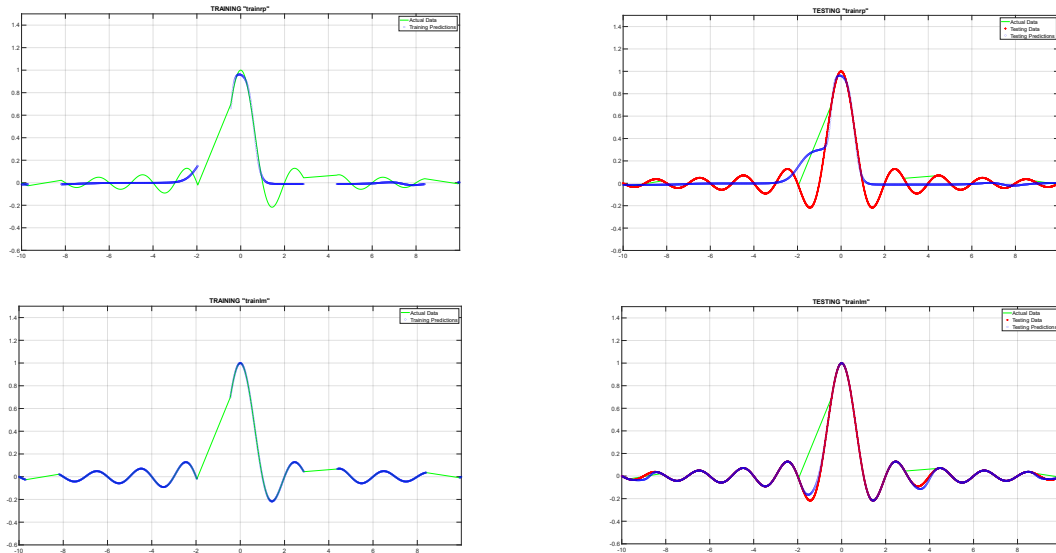 TRAINING "trainrp"
Actual Data
Training Predictions
1.4
1.2
1
0.8
0.6
0.4
0.2
0
-0.2
-0.4
-0.6
-10 -8 -6 -4 -2 0 2 4 6 8
TESTING "trainrp"
Actual Data
Testing Data
Testing Predictions
1.4
1.2
1
0.8
0.6
0.4
0.2
0
-0.2
-0.4
-0.6
-10 -8 -6 -4 -2 0 2 4 6 8
TRAINING "trainlm"
Actual Data
Training Predictions
1.4
1.2
1
0.8
0.6
0.4
0.2
0
-0.2
-0.4
-0.6
-10 -8 -6 -4 -2 0 2 4 6 8
TESTING "trainlm"
Actual Data
Testing Data
Testing Predictions
1.4
1.2
1
0.8
0.6
0.4
0.2
0
-0.2
-0.4
-0.6
-10 -8 -6 -4 -2 0 2 4 6 8